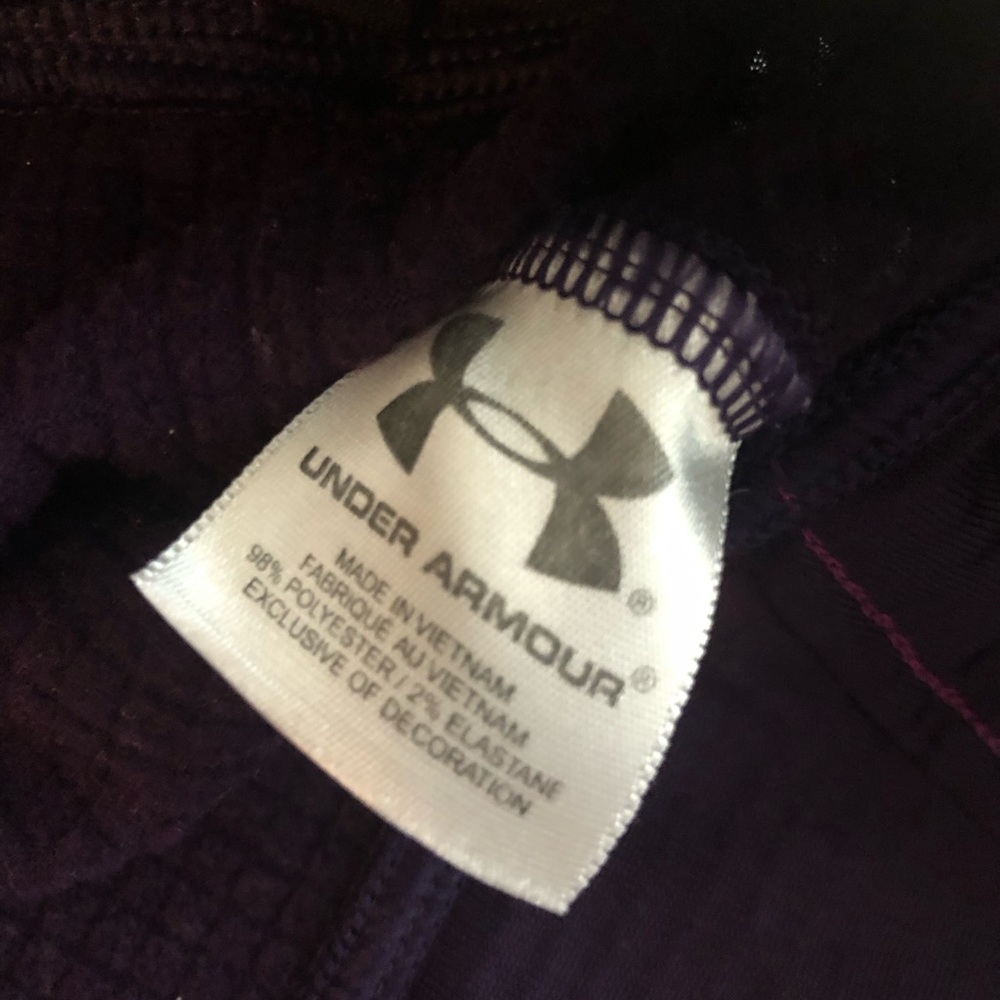 UNDER ARMOUR®
MADE IN VIETNAM
FABRIQUÉ AU VIETNAM
98% POLYESTER / 2% ELASTANE
EXCLUSIVE OF DECORATION